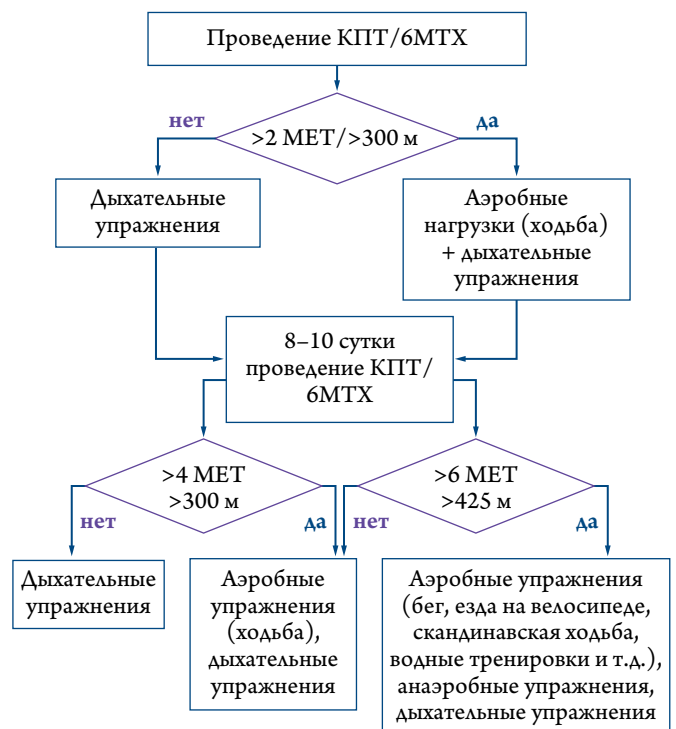 Проведение КПТ/6МТХ
нет
да
>2 МЕТ/>300 м
Дыхательные
упражнения
Аэробные
нагрузки (ходьба)
+ дыхательные
упражнения
8–10 сутки
проведение КПТ/
6МТХ
>4 МЕТ
>300 м
>6 МЕТ
>425 м
нет
да
нет
да
Дыхательные
упражнения
Аэробные
упражнения
(ходьба),
дыхательные
упражнения
Аэробные упражнения
(бег, езда на велосипеде,
скандинавская ходьба,
водные тренировки и т.д.),
анаэробные упражнения,
дыхательные упражнения